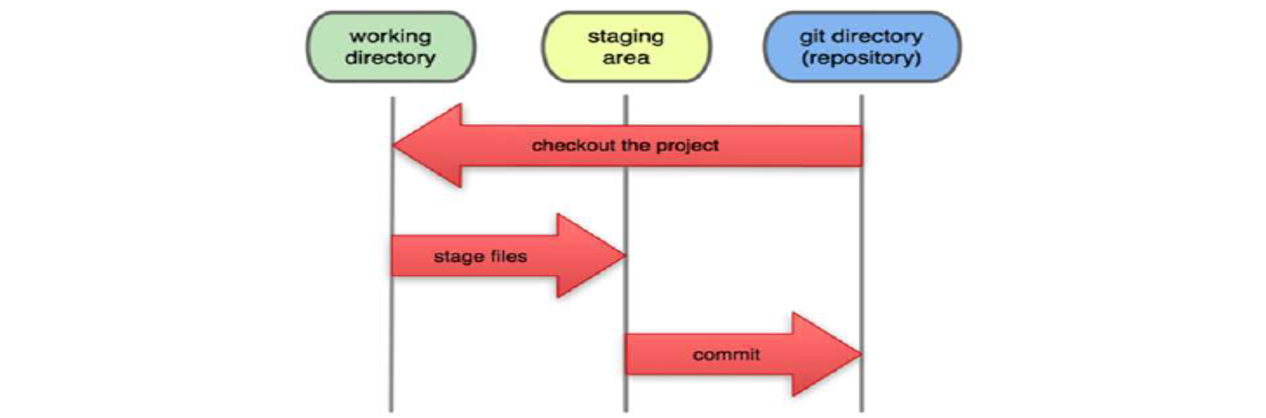 working
directory
staging
area
git directory
(repository)
checkout the project
stage files
commit